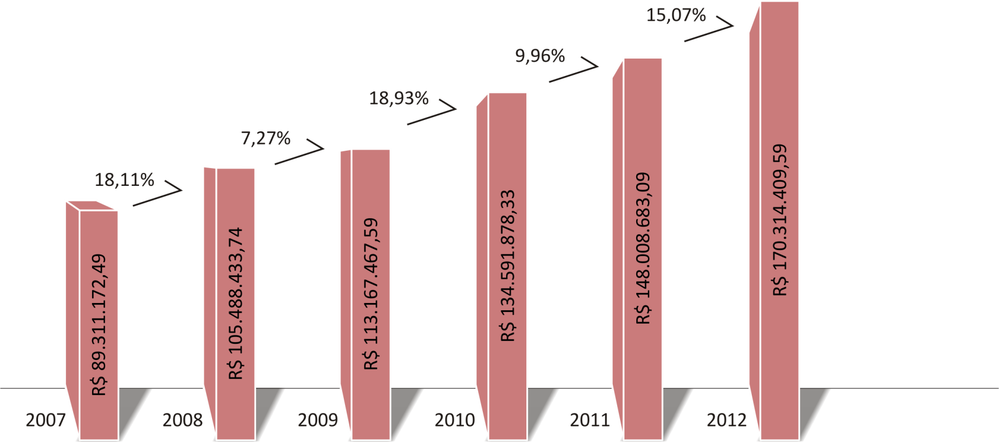 15,07%
9,96%
18,93%
7,27%
18,11%
R$ 89.311.172,49
R$ 105.488.433,74
R$ 113.167.467,59
R$ 134.591.878,33
R$ 148.008.683,09
R$ 170.314.409,59
2007
2008
2009
2010
2011
2012